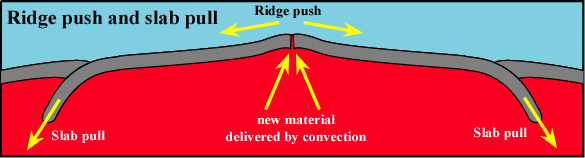 Ridge push and slab pull
Ridge push
new material
delivered by convection
Slab pull
Slab pull